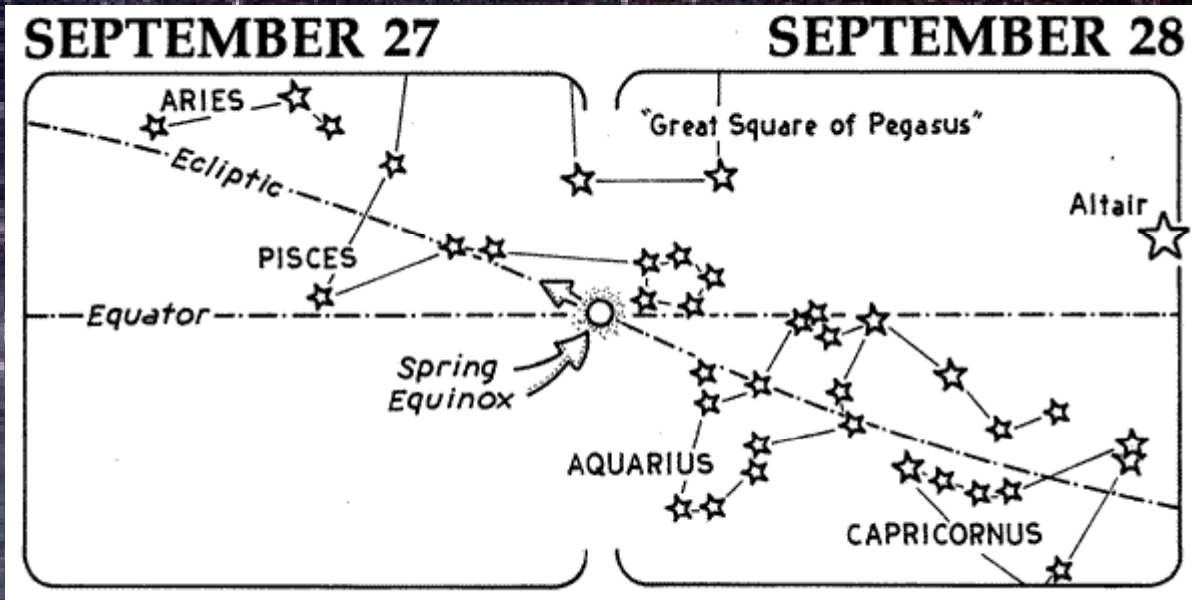 SEPTEMBER 27
SEPTEMBER 28
ARIES
"Great Square of Pegasus"
Ecliptic
Altair
PISCES
Equator
Spring
Equinox
AQUARIUS
CAPRICORNUS